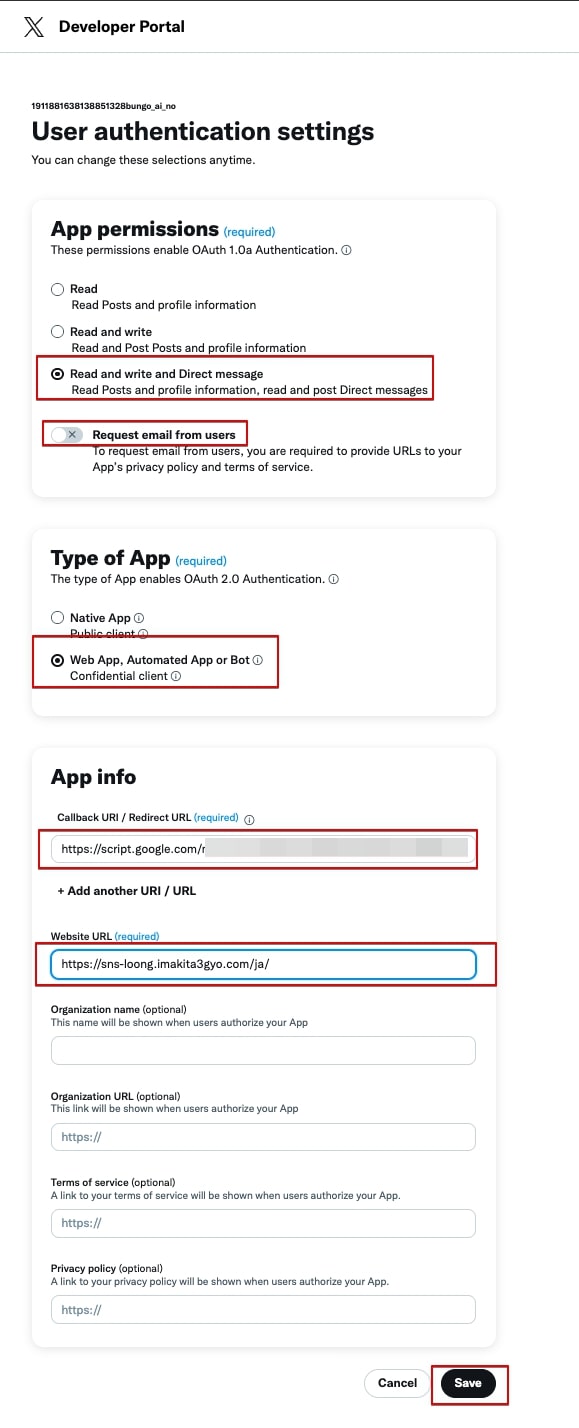 Developer Portal
1911881638138851328bungo_ai_no
User authentication settings
You can change these selections anytime.
App permissions (required)
These permissions enable OAuth 1.0a Authentication.
Read
Read Posts and profile information
Read and write
Read and Post Posts and profile information
Read and write and Direct message
Read Posts and profile information, read and post Direct messages
Request email from users
To request email from users, you are required to provide URLs to your
App's privacy policy and terms of service.
Type of App (required)
The type of App enables OAuth 2.0 Authentication.
Native App
Public client
Web App, Automated App or Bot
Confidential client
App info
Callback URI / Redirect URL (required)
https://script.google.com/
+ Add another URI / URL
Website URL (required)
https://sns-loong.imakita3gyo.com/ja/
Organization name (optional)
This name will be shown when users authorize your App
Organization URL (optional)
This link will be shown when users authorize your App
https://
Terms of service (optional)
A link to your terms of service will be shown when users authorize your App.
https://
Privacy policy (optional)
A link to your privacy policy will be shown when users authorize your App.
https://
Cancel
Save